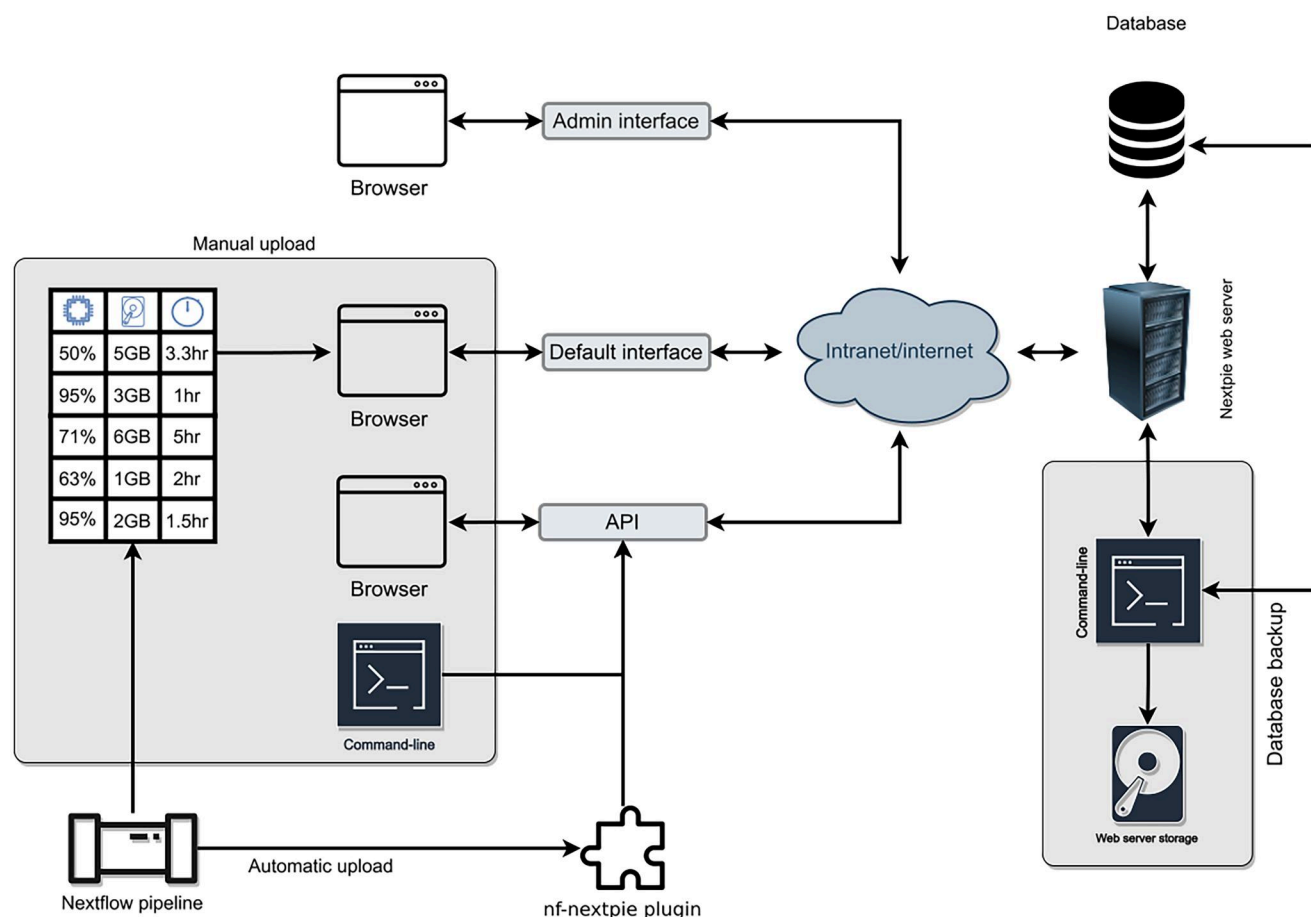 Database
Admin interface
Browser
Manual upload
50% 5GB 3.3hr
95% 3GB 1hr
71% 6GB 5hr
63% 1GB 2hr
95% 2GB 1.5hr
Default interface
Browser
Intranet/internet
Nextpie web server
API
Browser
Command-line
Command-line
Database backup
Web server storage
Automatic upload
Nextflow pipeline
nf-nextpie plugin